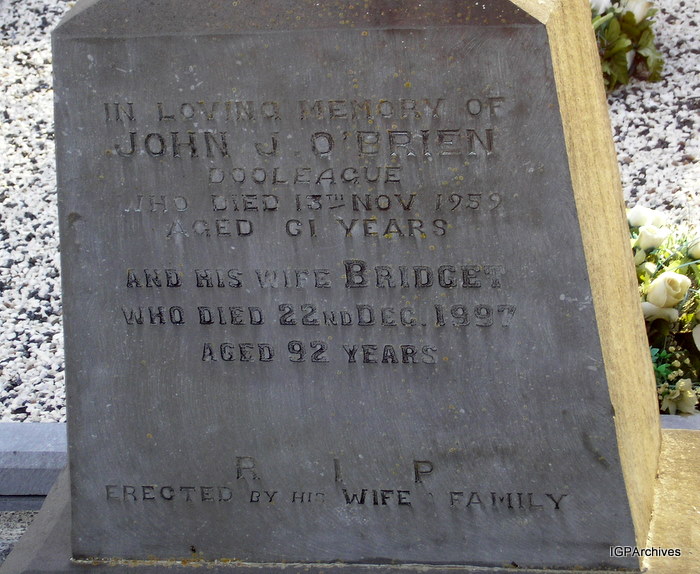 IN LOVING MEMORY OF
JOHN J. O'BRIEN
DOOLEAGUE
WHO DIED 13TH NOV 1959
AGED 61 YEARS
AND HIS WIFE BRIDGET
WHO DIED 22ND DEC. 1997
AGED 92 YEARS
R I P
ERECTED BY HIS WIFE & FAMILY
IGPArchives